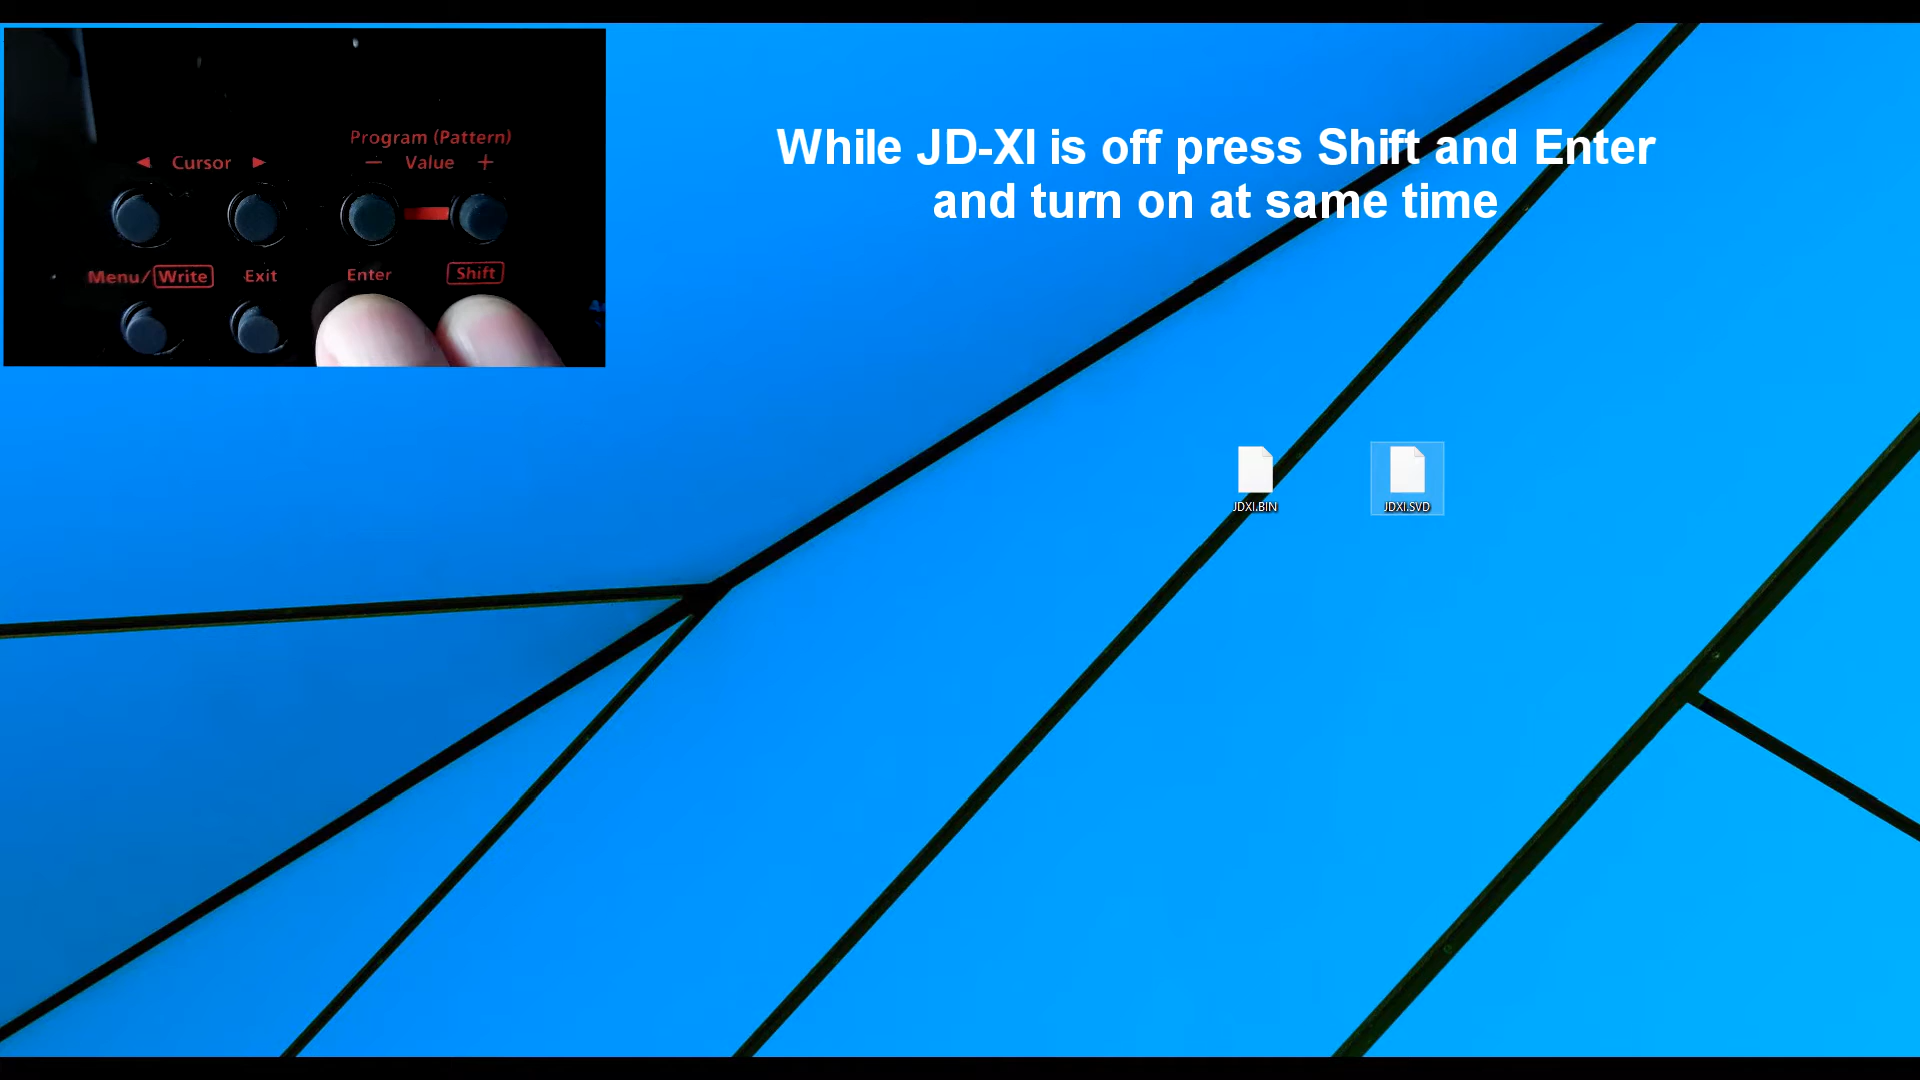 Program (Pattern)
◄ Cursor ► − Value +
Menu/Write Exit Enter Shift
While JD-XI is off press Shift and Enter
and turn on at same time
JDXI.BIN JDXI.SVD